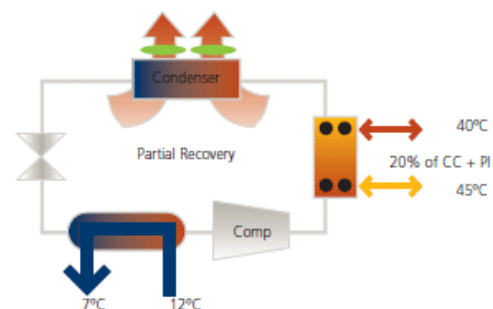 Condenser
40ºC
Partial Recovery
20% of CC + PI
45ºC
Comp
7ºC
12ºC